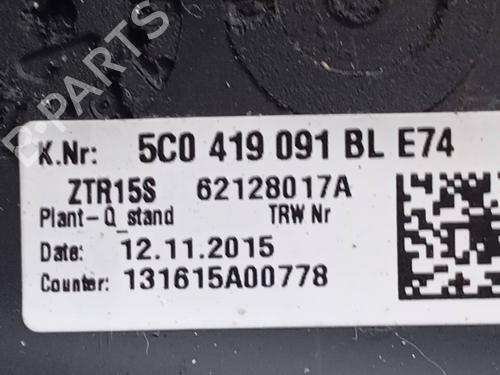 B-PARTS
K.Nr: 5C0 419 091 BL E74
ZTR15S 62128017A
Plant-Q_stand TRW Nr
Date: 12.11.2015
Counter: 131615A00778